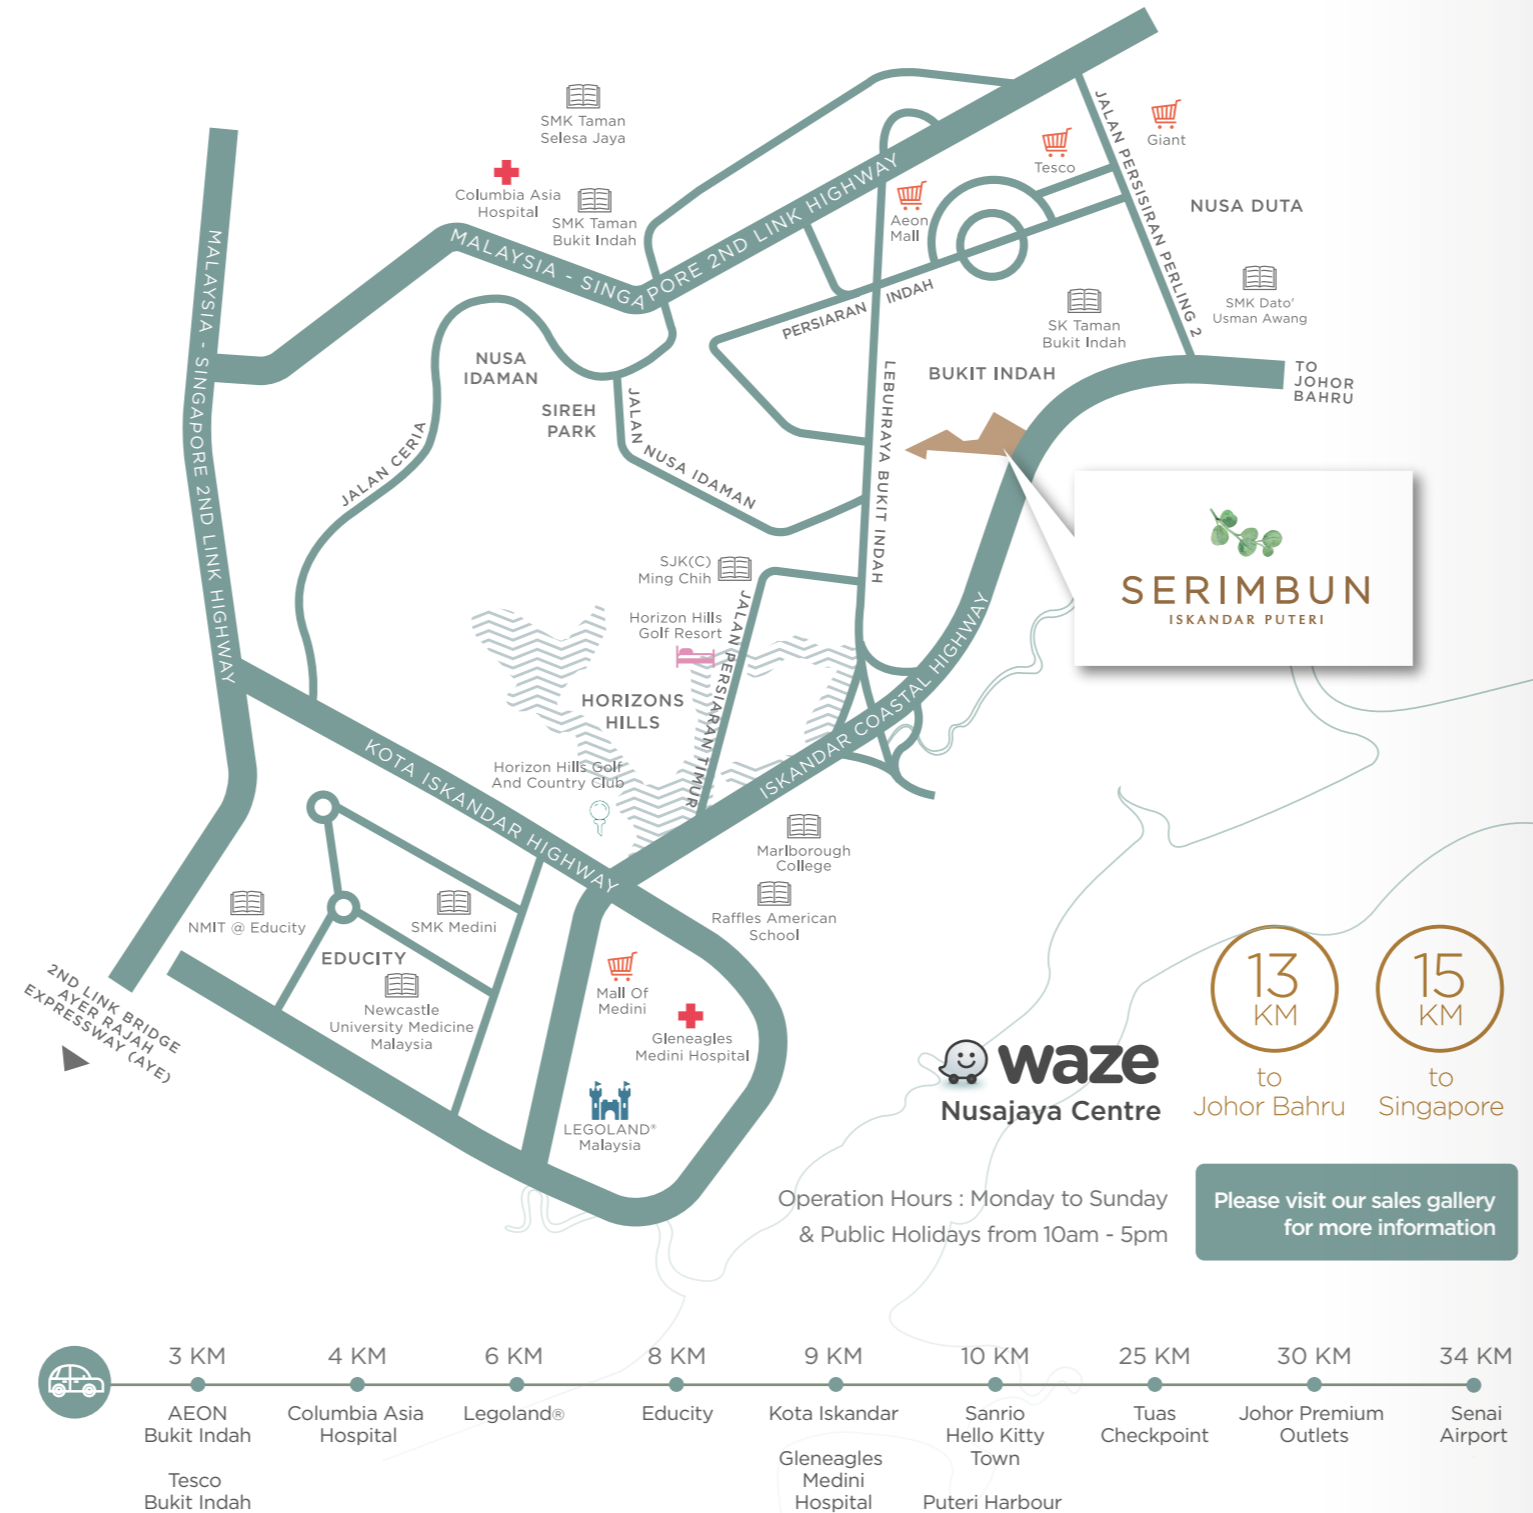 SMK Taman
Selesa Jaya
Columbia Asia
Hospital
SMK Taman
Bukit Indah
MALAYSIA - SINGAPORE 2ND LINK HIGHWAY
MALAYSIA - SINGAPORE 2ND LINK HIGHWAY
JALAN PERSISIRAN PERLING 2
Giant
Tesco
Aeon
Mall
NUSA DUTA
SMK Dato'
Usman Awang
SK Taman
Bukit Indah
PERSIARAN INDAH
NUSA
IDAMAN
SIREH
PARK
JALAN NUSA IDAMAN
JALAN CERIA
LEBUHRAYA BUKIT INDAH
BUKIT INDAH
TO
JOHOR
BAHRU
SERIMBUN
ISKANDAR PUTERI
SJK(C)
Ming Chih
Horizon Hills
Golf Resort
JALAN PERSIARAN TIMUR
HORIZONS
HILLS
Horizon Hills Golf
And Country Club
KOTA ISKANDAR HIGHWAY
ISKANDAR COASTAL HIGHWAY
Marlborough
College
Raffles American
School
NMIT @ Educity
SMK Medini
EDUCITY
Newcastle
University Medicine
Malaysia
2ND LINK BRIDGE
AYER RAJAH
EXPRESSWAY (AYE)
Mall Of
Medini
Gleneagles
Medini Hospital
LEGOLAND®
Malaysia
waze
Nusajaya Centre
13
KM
to
Johor Bahru
15
KM
to
Singapore
Operation Hours : Monday to Sunday
& Public Holidays from 10am - 5pm
Please visit our sales gallery
for more information
3 KM
AEON
Bukit Indah
Tesco
Bukit Indah
4 KM
Columbia Asia
Hospital
6 KM
Legoland®
8 KM
Educity
9 KM
Kota Iskandar
Gleneagles
Medini
Hospital
10 KM
Sanrio
Hello Kitty
Town
Puteri Harbour
25 KM
Tuas
Checkpoint
30 KM
Johor Premium
Outlets
34 KM
Senai
Airport